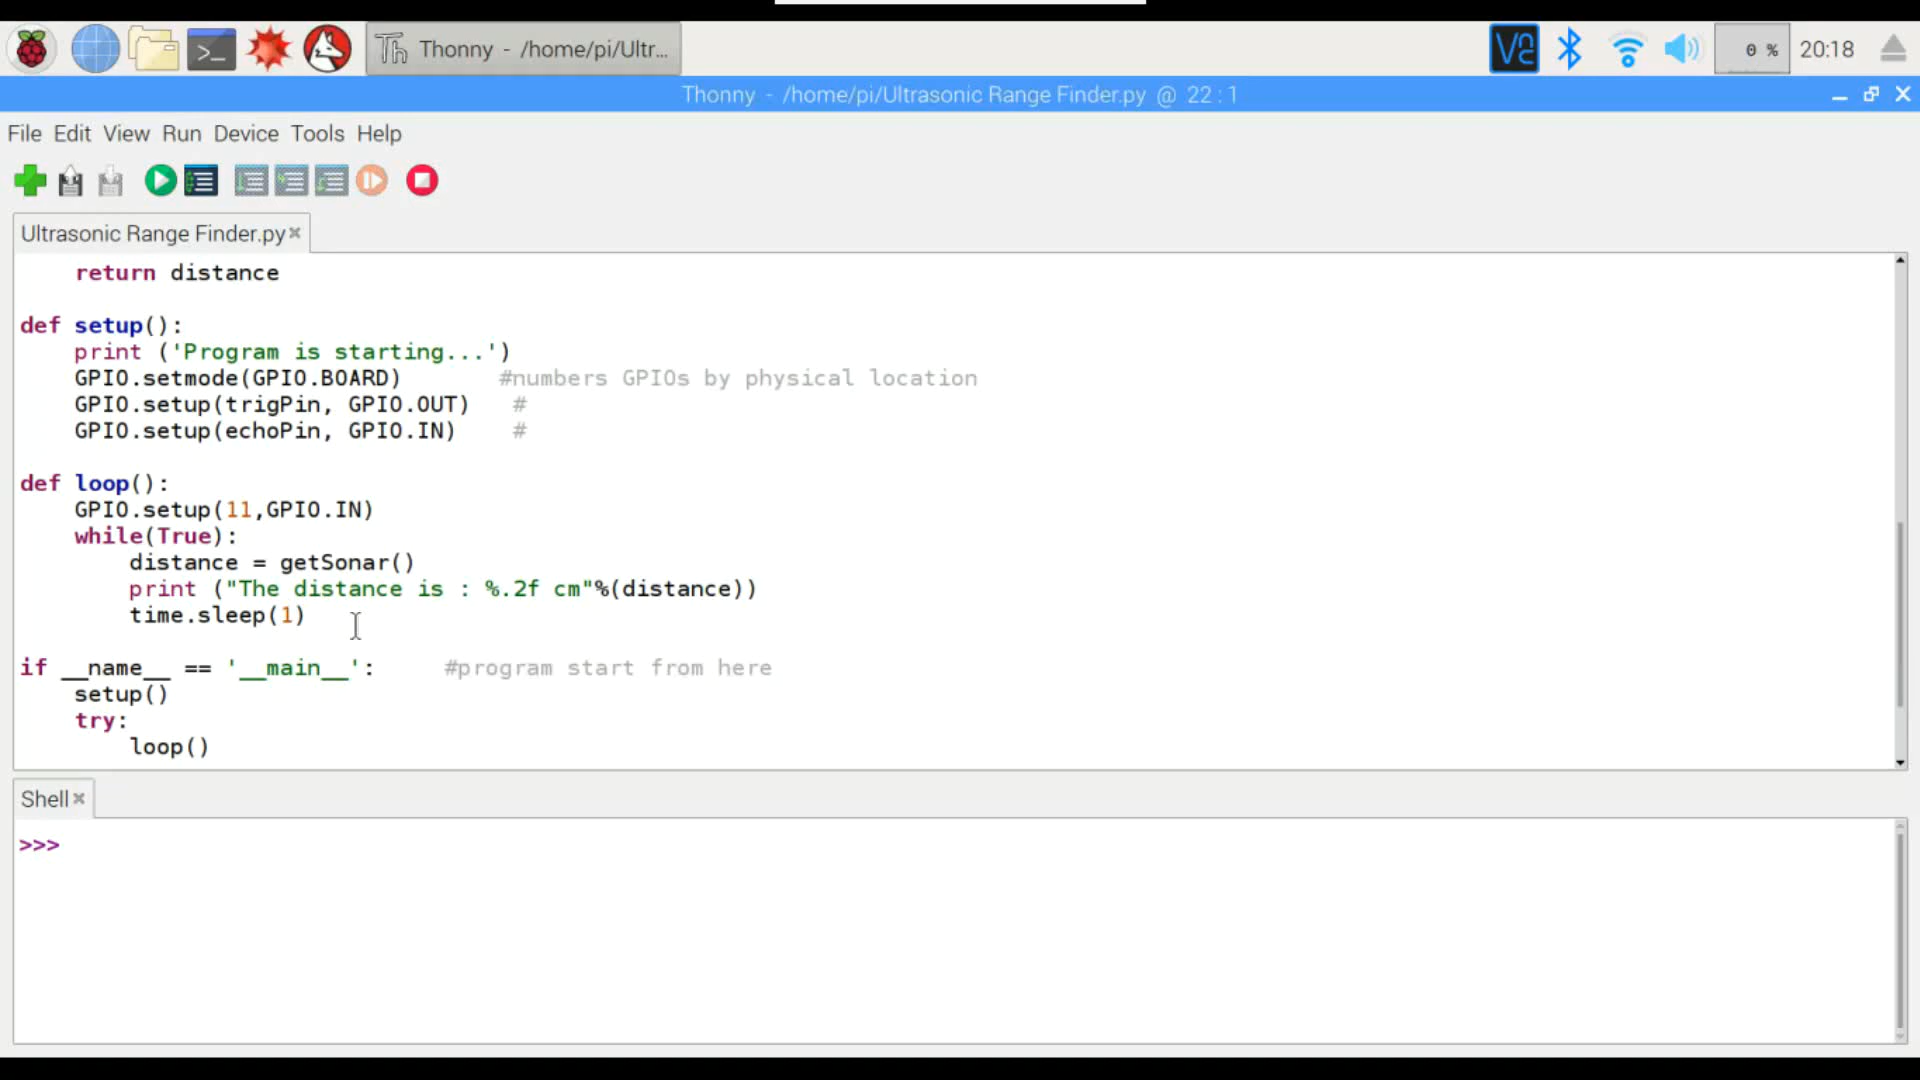 Thonny - /home/pi/Ultr...
0 %
20:18
Thonny - /home/pi/Ultrasonic Range Finder.py @ 22 : 1
File Edit View Run Device Tools Help
Ultrasonic Range Finder.py
    return distance
def setup():
    print ('Program is starting...')
    GPIO.setmode(GPIO.BOARD)       #numbers GPIOs by physical location
    GPIO.setup(trigPin, GPIO.OUT)   #
    GPIO.setup(echoPin, GPIO.IN)    #
def loop():
    GPIO.setup(11,GPIO.IN)
    while(True):
        distance = getSonar()
        print ("The distance is : %.2f cm"%(distance))
        time.sleep(1)
if __name__ == '__main__':     #program start from here
    setup()
    try:
        loop()
Shell
>>>